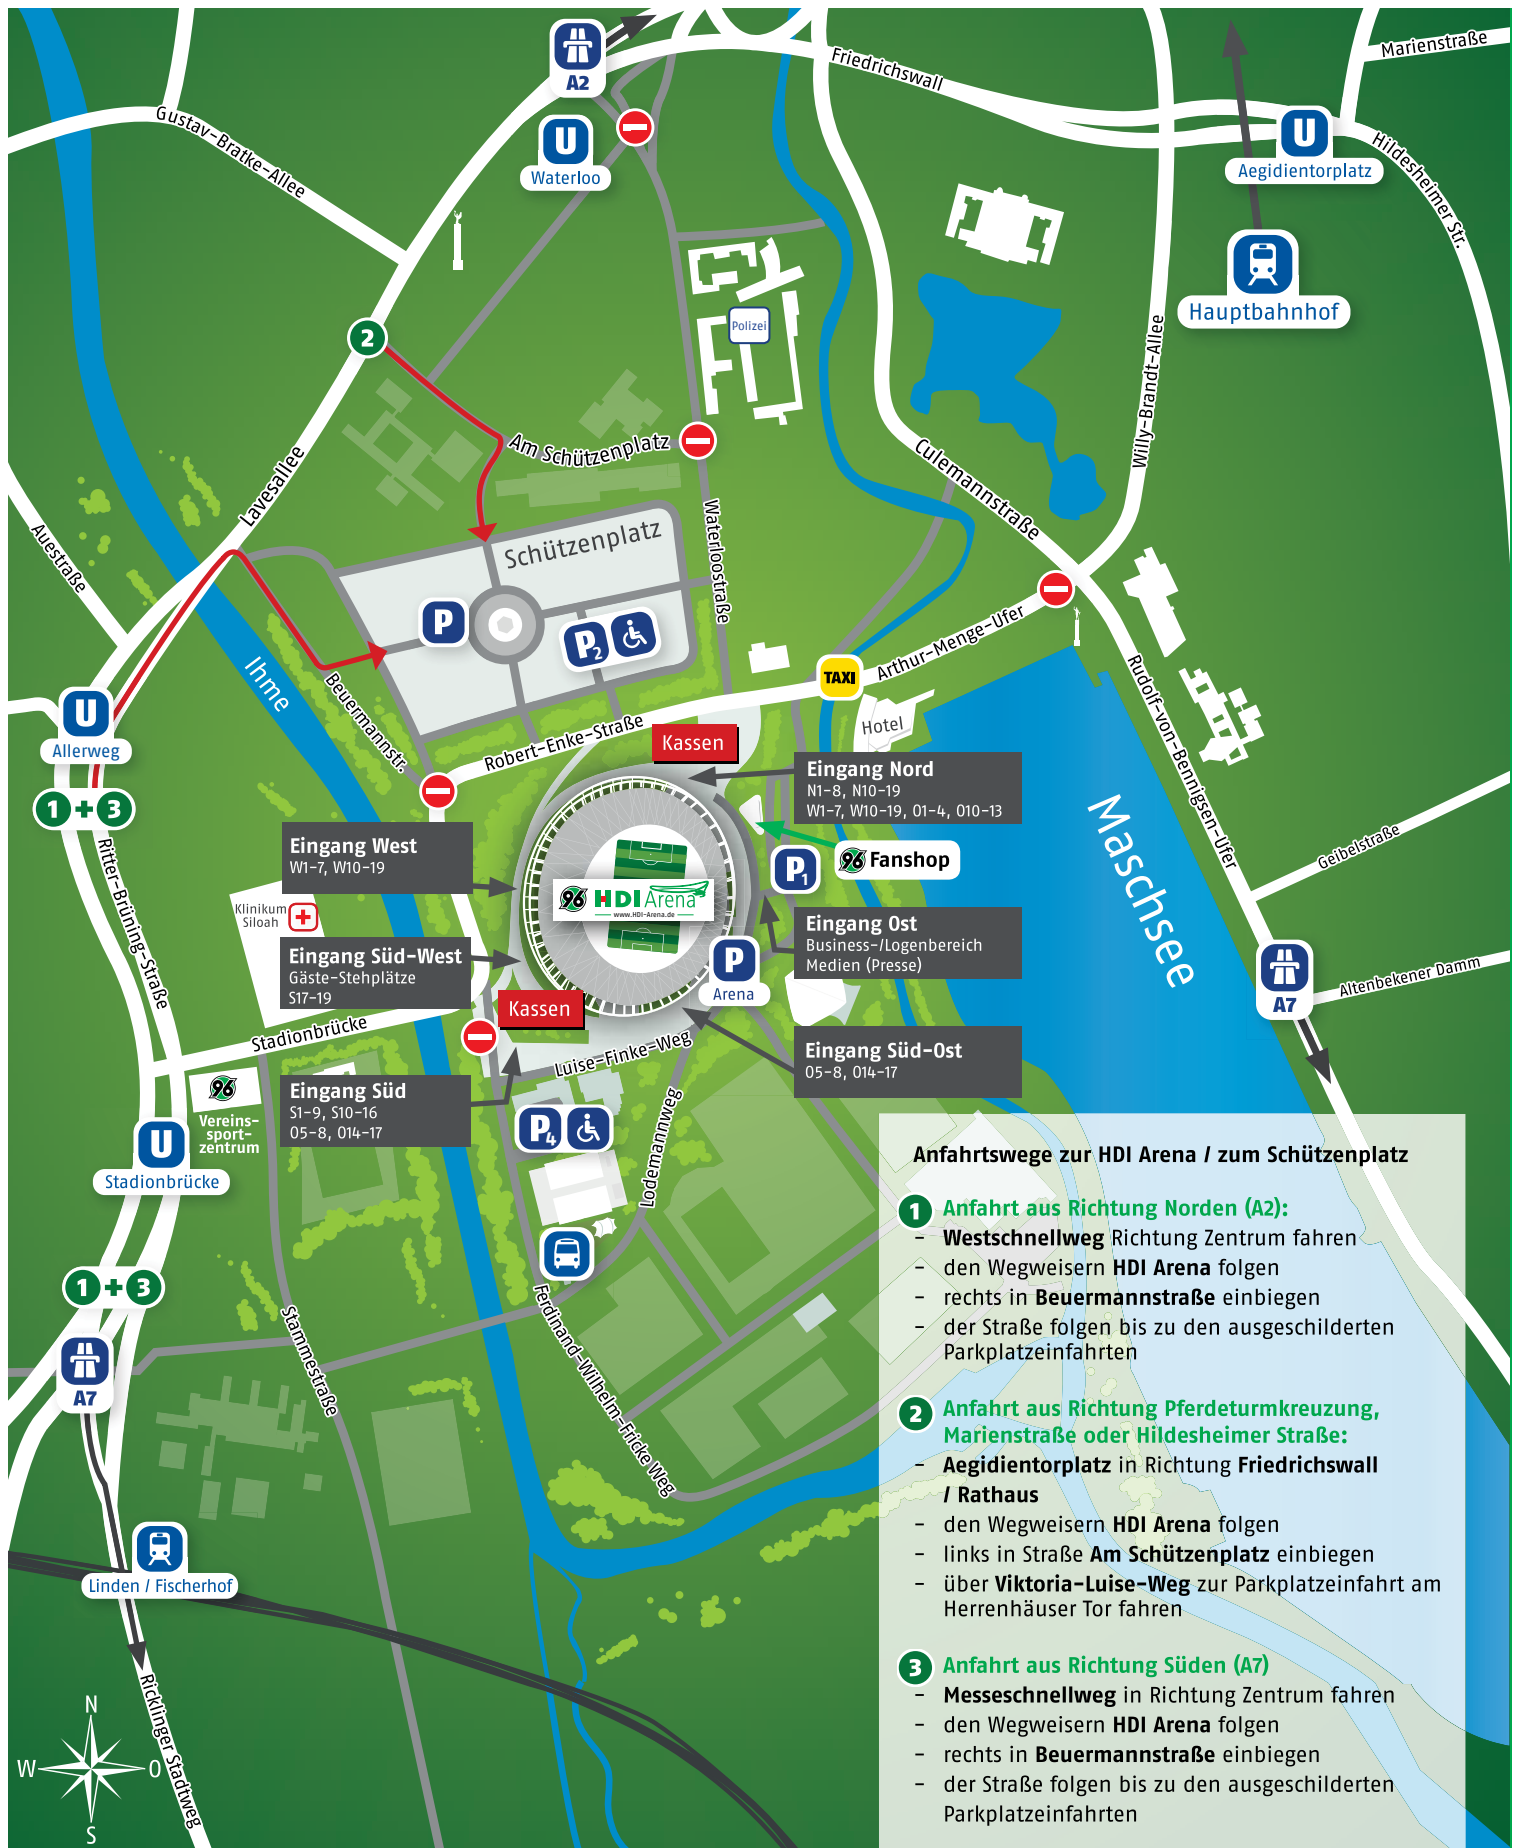 A2
Friedrichswall
Marienstraße
Gustav-Bratke-Allee
U
Waterloo
U
Aegidientorplatz
Hildesheimer Str.
Hauptbahnhof
Polizei
2
Willy-Brandt-Allee
Am Schützenplatz
Culemannstraße
Lavesallee
Auestraße
Waterloostraße
Schützenplatz
P
P2
Arthur-Menge-Ufer
TAXI
Ihme
Beuermannstr.
Robert-Enke-Straße
Rudolf-von-Bennigsen-Ufer
U
Allerweg
Hotel
Kassen
Eingang Nord
N1-8, N10-19
W1-7, W10-19, O1-4, O10-13
1+3
Eingang West
W1-7, W10-19
96 Fanshop
P1
Maschsee
Geibelstraße
Ritter-Brüning-Straße
96 HDI Arena
www.HDI-Arena.de
Klinikum
Siloah
Eingang Ost
Business-/Logenbereich
Medien (Presse)
Eingang Süd-West
Gäste-Stehplätze
S17-19
P
Arena
A7
Altenbekener Damm
Kassen
Stadionbrücke
Luise-Finke-Weg
Eingang Süd-Ost
O5-8, O14-17
Eingang Süd
S1-9, S10-16
O5-8, O14-17
96
Vereins-
sport-
zentrum
P4
Lodemannweg
U
Stadionbrücke
1+3
A7
Stammestraße
Ferdinand-Wilhelm-Fricke Weg
Linden / Fischerhof
Ricklinger Stadtweg
N
W
O
S
Anfahrtswege zur HDI Arena / zum Schützenplatz
1 Anfahrt aus Richtung Norden (A2):
- Westschnellweg Richtung Zentrum fahren
- den Wegweisern HDI Arena folgen
- rechts in Beuermannstraße einbiegen
- der Straße folgen bis zu den ausgeschilderten
Parkplatzeinfahrten
2 Anfahrt aus Richtung Pferdeturmkreuzung,
Marienstraße oder Hildesheimer Straße:
- Aegidientorplatz in Richtung Friedrichswall
/ Rathaus
- den Wegweisern HDI Arena folgen
- links in Straße Am Schützenplatz einbiegen
- über Viktoria-Luise-Weg zur Parkplatzeinfahrt am
Herrenhäuser Tor fahren
3 Anfahrt aus Richtung Süden (A7)
- Messeschnellweg in Richtung Zentrum fahren
- den Wegweisern HDI Arena folgen
- rechts in Beuermannstraße einbiegen
- der Straße folgen bis zu den ausgeschilderten
Parkplatzeinfahrten